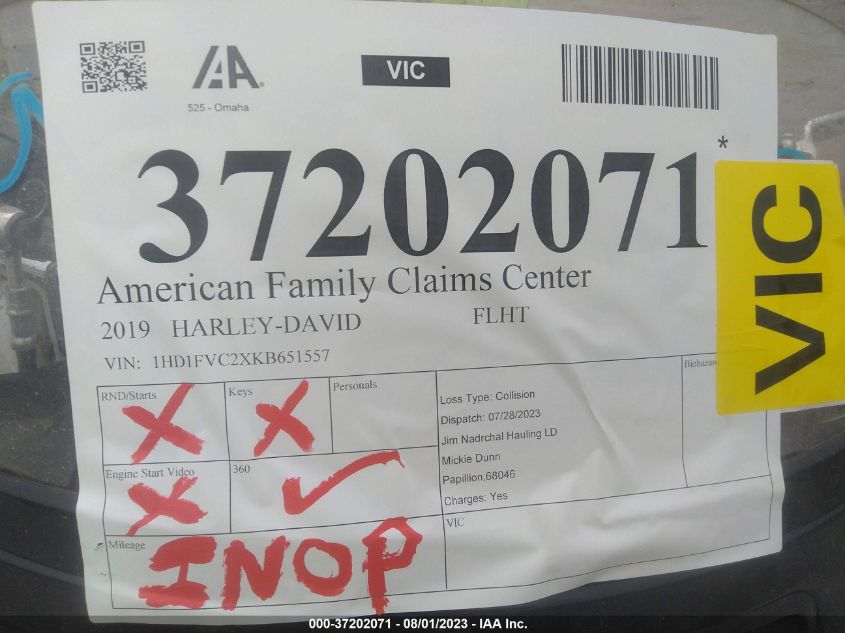 IAA
VIC
525 - Omaha
37202071*
VIC
American Family Claims Center
2019 HARLEY-DAVID FLHT
VIN: 1HD1FVC2XKB651557
RND/Starts X
Keys X
Personals
Loss Type: Collision
Dispatch: 07/28/2023
Jim Nadrchal Hauling LD
Mickie Dunn
Papillion,68046
Charges: Yes
Biohazar
Engine Start Video X
360 ✓
Mileage INOP
VIC
000-37202071 - 08/01/2023 - IAA Inc.